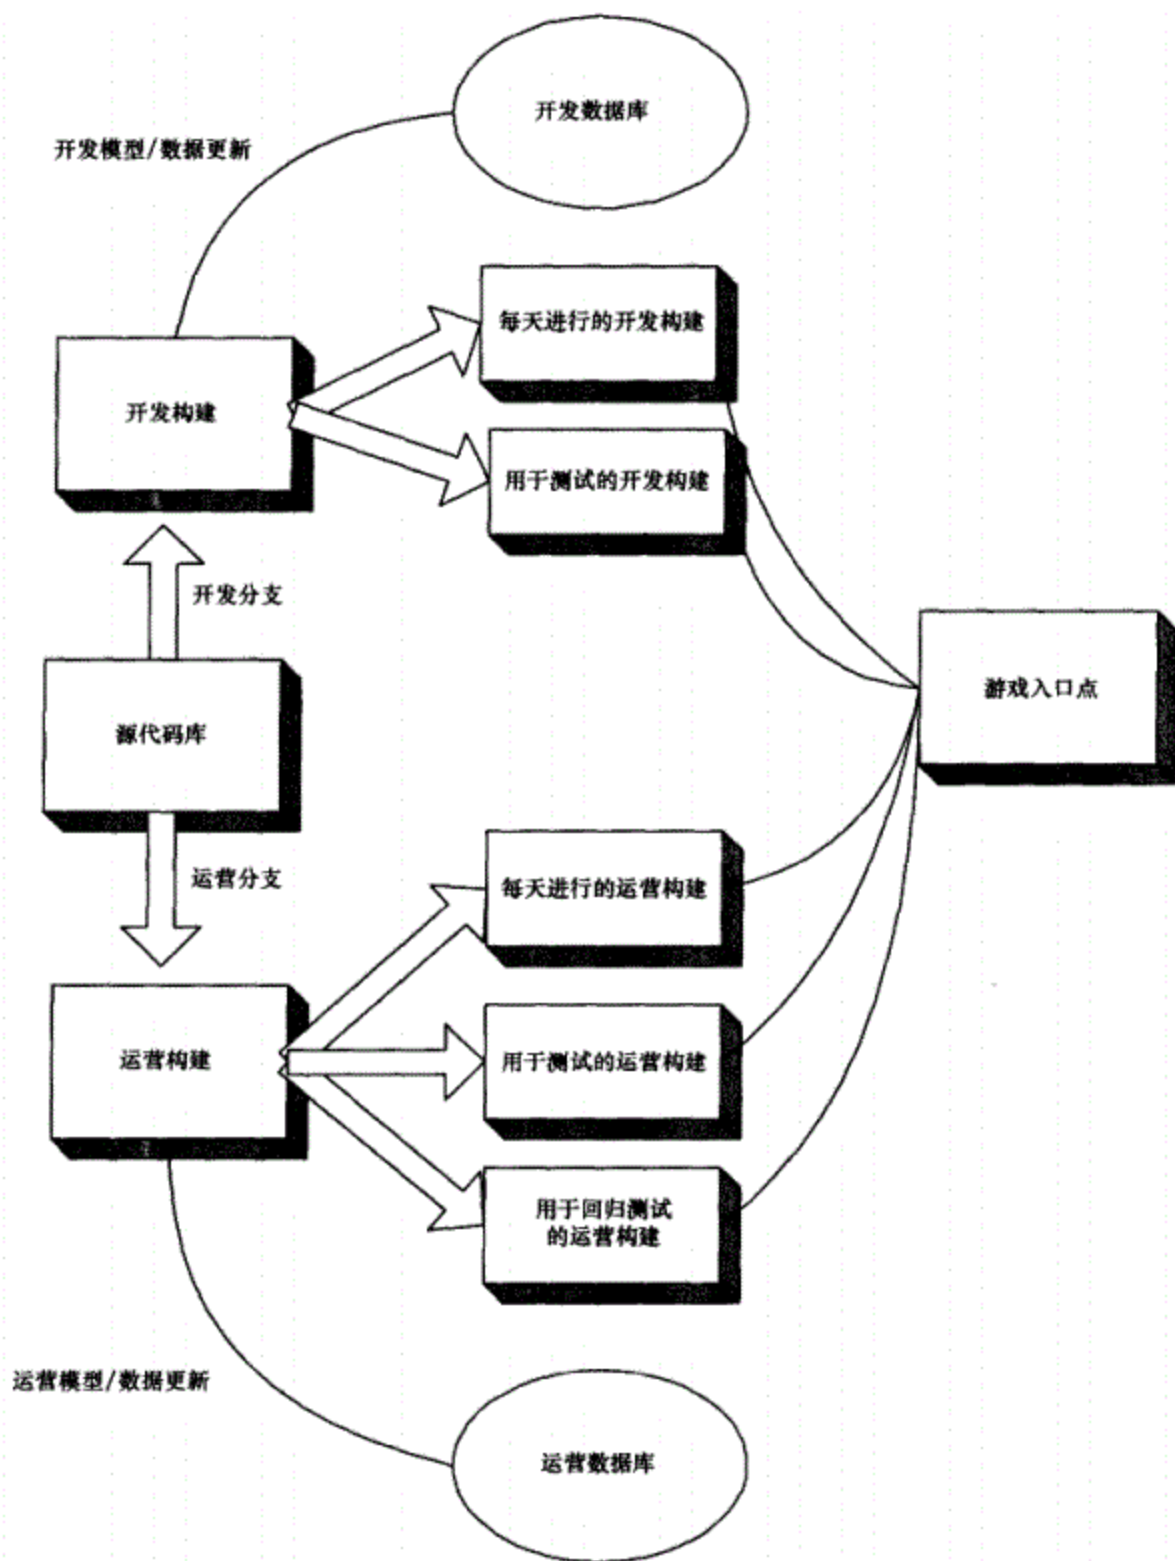 开发数据库
开发模型/数据更新
每天进行的开发构建
开发构建
用于测试的开发构建
开发分支
游戏入口点
源代码库
运营分支
每天进行的运营构建
运营构建
用于测试的运营构建
用于回归测试
的运营构建
运营模型/数据更新
运营数据库